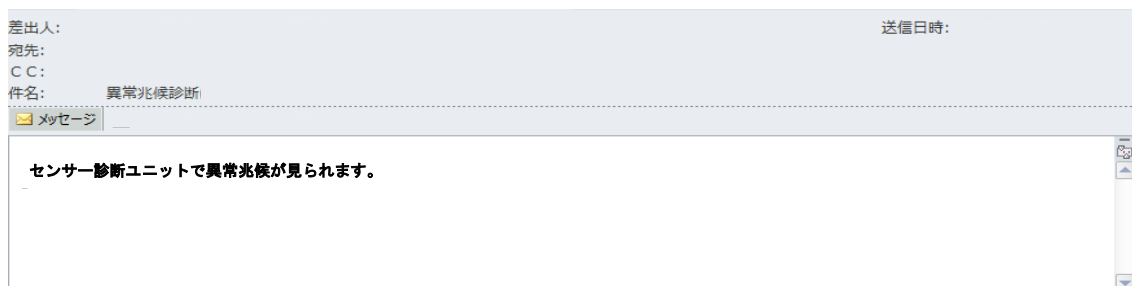 差出人:
送信日時:
宛先:
ＣＣ:
件名: 異常兆候診断
メッセージ
センサー診断ユニットで異常兆候が見られます。